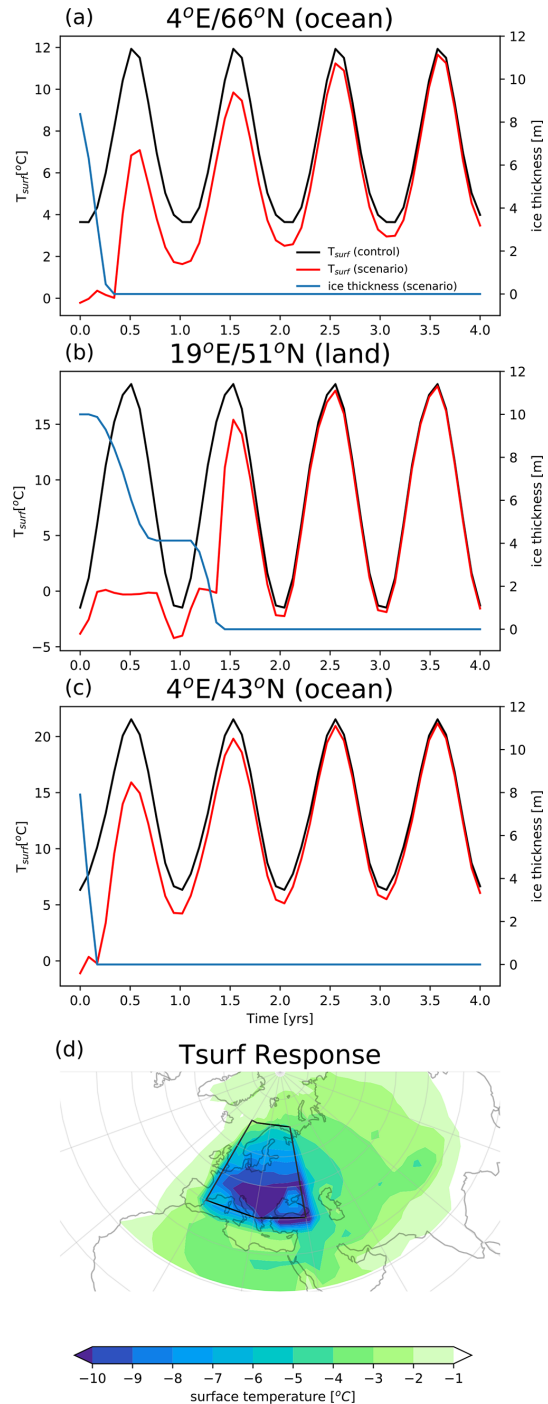 (a) 4°E/66°N (ocean)
12
10
8
6
4
2
0
T_surf[°C]
12
10
8
6
4
2
0
ice thickness [m]
T_surf (control)
T_surf (scenario)
ice thickness (scenario)
0.0 0.5 1.0 1.5 2.0 2.5 3.0 3.5 4.0
(b) 19°E/51°N (land)
15
10
5
0
−5
T_surf[°C]
12
10
8
6
4
2
0
ice thickness [m]
0.0 0.5 1.0 1.5 2.0 2.5 3.0 3.5 4.0
(c) 4°E/43°N (ocean)
20
15
10
5
0
T_surf[°C]
12
10
8
6
4
2
0
ice thickness [m]
0.0 0.5 1.0 1.5 2.0 2.5 3.0 3.5 4.0
Time [yrs]
(d) Tsurf Response
−10 −9 −8 −7 −6 −5 −4 −3 −2 −1
surface temperature [°C]